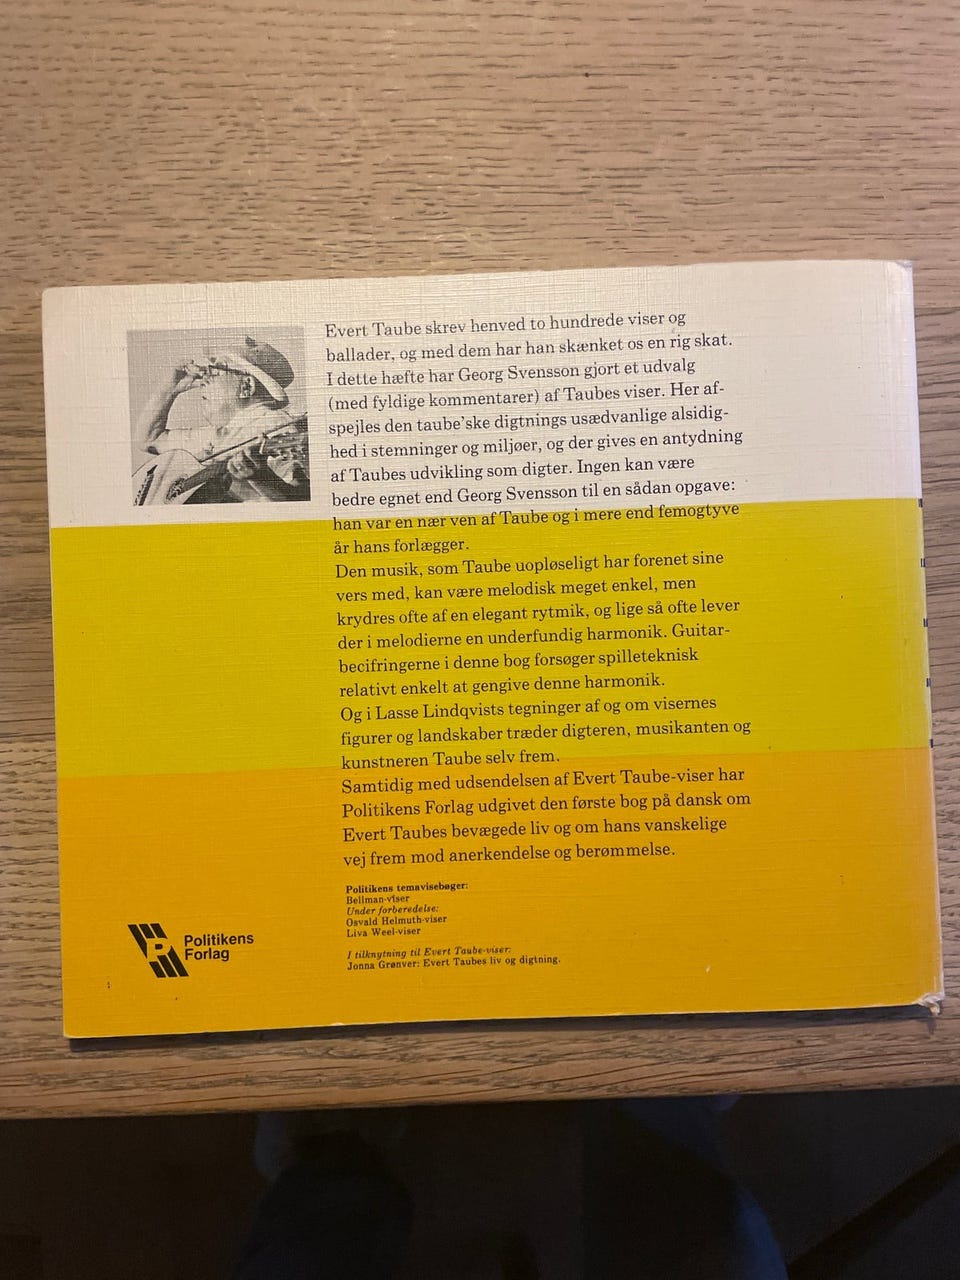 Evert Taube skrev henved to hundrede viser og
ballader, og med dem har han skænket os en rig skat.
I dette hæfte har Georg Svensson gjort et udvalg
(med fyldige kommentarer) af Taubes viser. Her af-
spejles den taube'ske digtnings usædvanlige alsidig-
hed i stemninger og miljøer, og der gives en antydning
af Taubes udvikling som digter. Ingen kan være
bedre egnet end Georg Svensson til en sådan opgave:
han var en nær ven af Taube og i mere end femogtyve
år hans forlægger.
Den musik, som Taube uopløseligt har forenet sine
vers med, kan være melodisk meget enkel, men
krydres ofte af en elegant rytmik, og lige så ofte lever
der i melodierne en underfundig harmonik. Guitar-
becifringerne i denne bog forsøger spilleteknisk
relativt enkelt at gengive denne harmonik.
Og i Lasse Lindqvists tegninger af og om visernes
figurer og landskaber træder digteren, musikanten og
kunstneren Taube selv frem.
Samtidig med udsendelsen af Evert Taube-viser har
Politikens Forlag udgivet den første bog på dansk om
Evert Taubes bevægede liv og om hans vanskelige
vej frem mod anerkendelse og berømmelse.
Politikens temavisebøger:
Bellman-viser
Under forberedelse:
Osvald Helmuth-viser
Liva Weel-viser
I tilknytning til Evert Taube-viser:
Jonna Grønver: Evert Taubes liv og digtning.
P
Politikens
Forlag